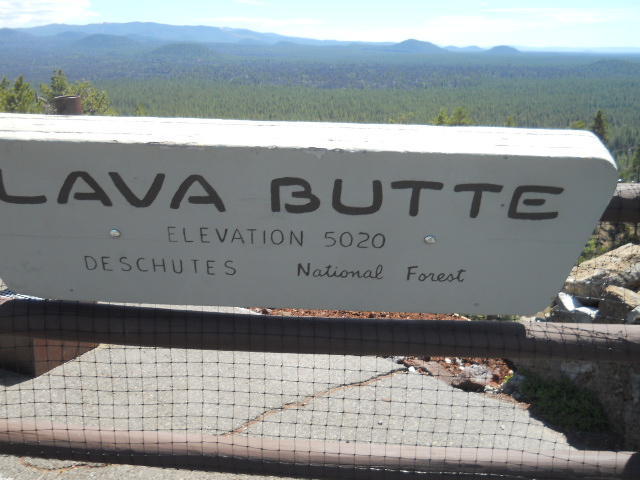 LAVA BUTTE
ELEVATION 5020
DESCHUTES National Forest